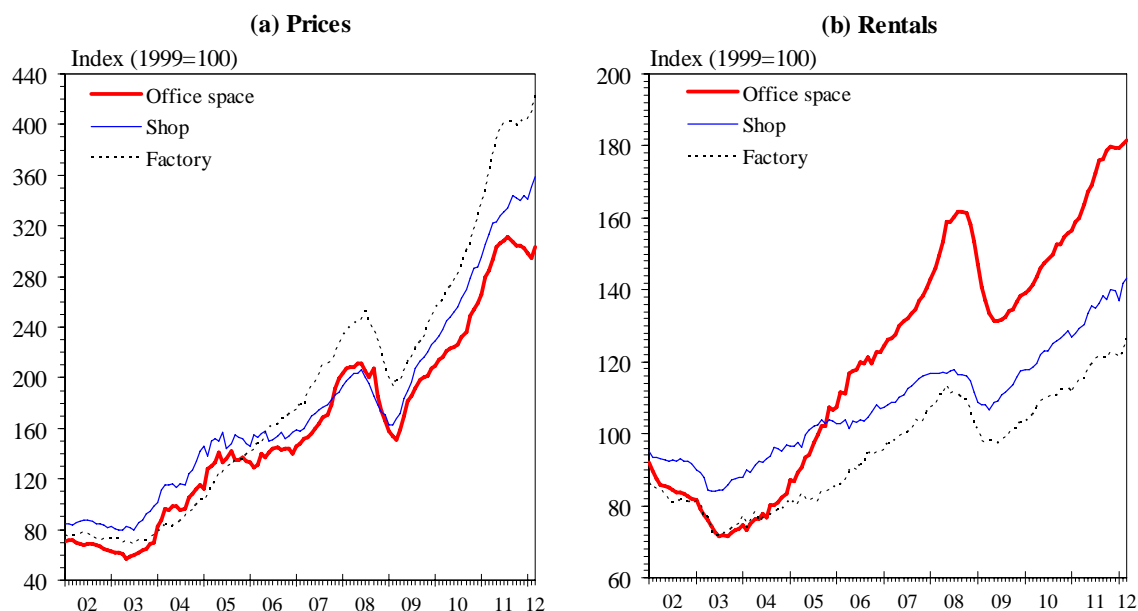 (a) Prices
Index (1999=100)
440
400
360
320
280
240
200
160
120
80
40
Office space
Shop
Factory
02 03 04 05 06 07 08 09 10 11 12
(b) Rentals
Index (1999=100)
200
180
160
140
120
100
80
60
Office space
Shop
Factory
02 03 04 05 06 07 08 09 10 11 12